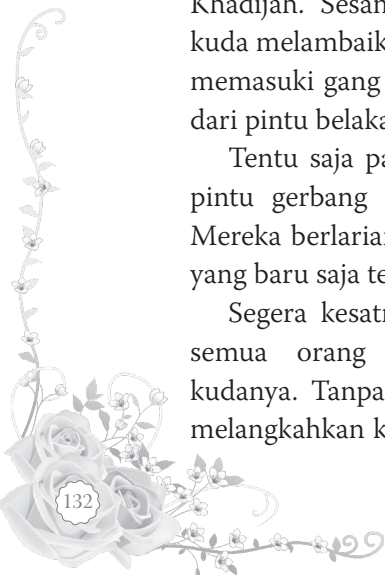 Khadijah. Sesam
kuda melambaik
memasuki gang
dari pintu belaka
Tentu saja pa
pintu gerbang
Mereka berlarian
yang baru saja te
Segera kesatr
semua orang
kudanya. Tanpa
melangkahkan k
132